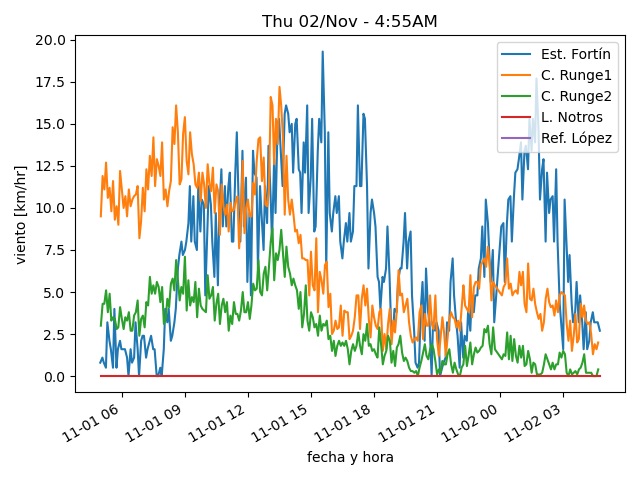 Thu 02/Nov - 4:55AM
20.0
17.5
15.0
12.5
10.0
7.5
5.0
2.5
0.0
viento [km/hr]
Est. Fortín
C. Runge1
C. Runge2
L. Notros
Ref. López
11-01 06
11-01 09
11-01 12
11-01 15
11-01 18
11-01 21
11-02 00
11-02 03
fecha y hora